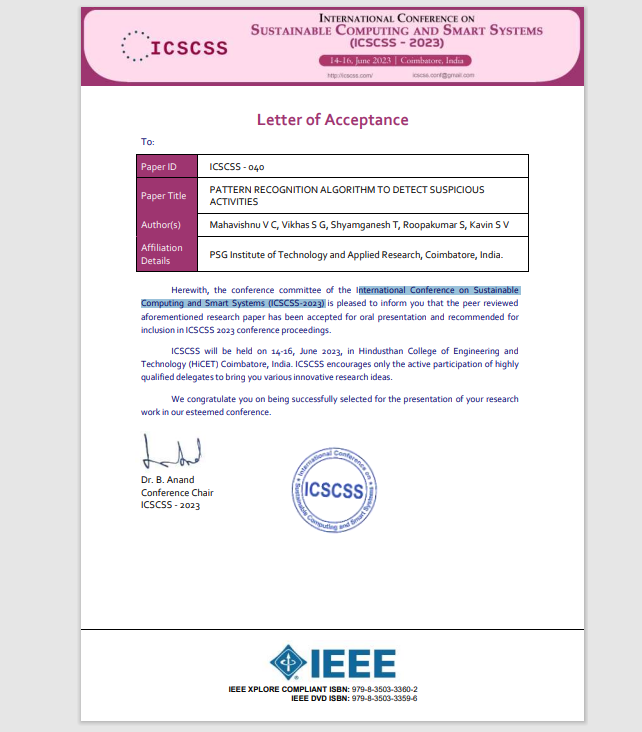 ICSCSS
INTERNATIONAL CONFERENCE ON
SUSTAINABLE COMPUTING AND SMART SYSTEMS
(ICSCSS - 2023)
14-16, June 2023 | Coimbatore, India
http://icscss.com/ icscss.conf@gmail.com
Letter of Acceptance
To:
Paper ID ICSCSS - 040
Paper Title PATTERN RECOGNITION ALGORITHM TO DETECT SUSPICIOUS
ACTIVITIES
Author(s) Mahavishnu V C, Vikhas S G, Shyamganesh T, Roopakumar S, Kavin S V
Affiliation
Details PSG Institute of Technology and Applied Research, Coimbatore, India.
Herewith, the conference committee of the International Conference on Sustainable
Computing and Smart Systems (ICSCSS-2023) is pleased to inform you that the peer reviewed
aforementioned research paper has been accepted for oral presentation and recommended for
inclusion in ICSCSS 2023 conference proceedings.
ICSCSS will be held on 14-16, June 2023, in Hindusthan College of Engineering and
Technology (HiCET) Coimbatore, India. ICSCSS encourages only the active participation of highly
qualified delegates to bring you various innovative research ideas.
We congratulate you on being successfully selected for the presentation of your research
work in our esteemed conference.
Dr. B. Anand
Conference Chair
ICSCSS - 2023
International Conference on
ICSCSS
Sustainable Computing and Smart Systems
IEEE
IEEE XPLORE COMPLIANT ISBN: 979-8-3503-3360-2
IEEE DVD ISBN: 979-8-3503-3359-6